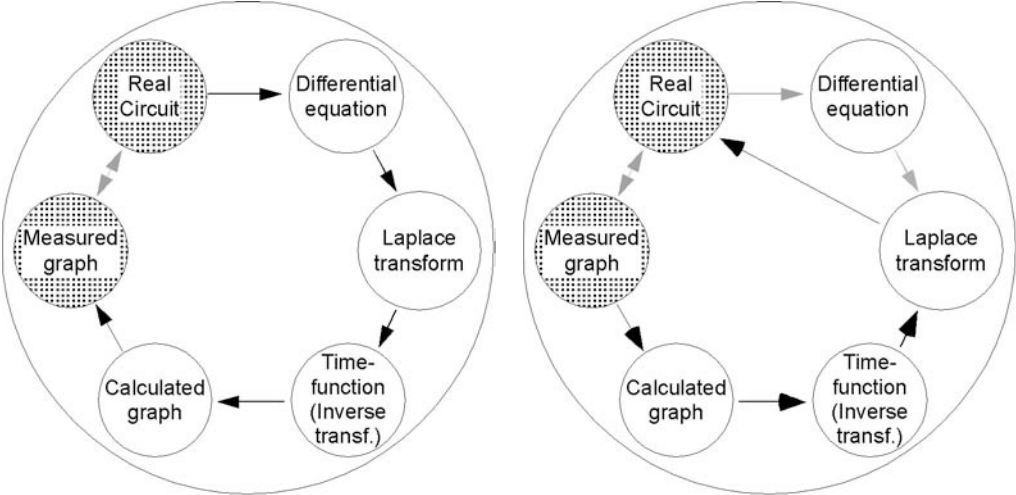 Real
Circuit
Differential
equation
Measured
graph
Laplace
transform
Calculated
graph
Time-
function
(Inverse
transf.)
Real
Circuit
Differential
equation
Measured
graph
Laplace
transform
Calculated
graph
Time-
function
(Inverse
transf.)